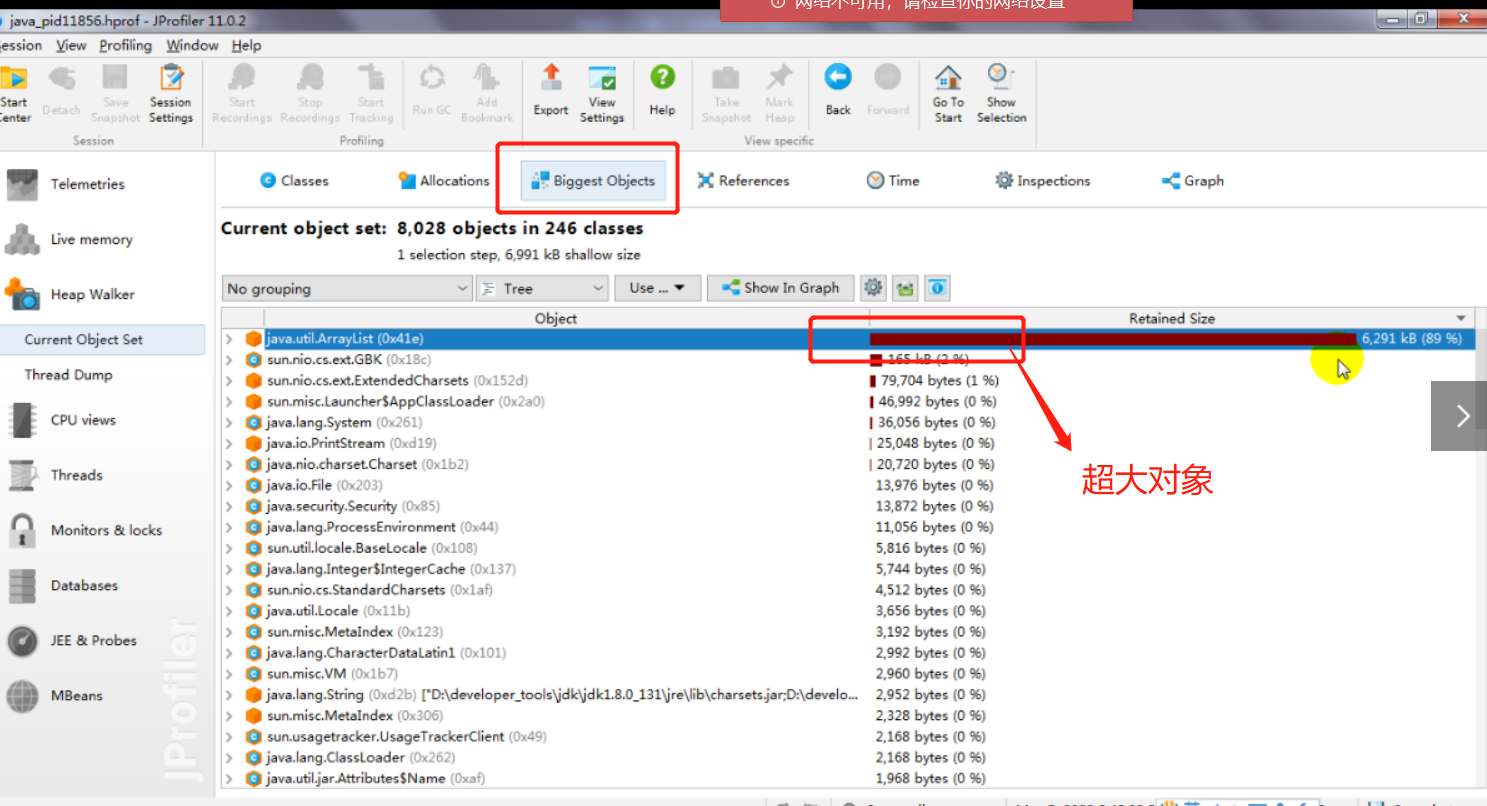 网络不可用，请检查你的网络设置
java_pid11856.hprof - JProfiler 11.0.2
ession View Profiling Window Help
Start Center
Detach
Save Snapshot
Session Settings
Start Recordings
Stop Recordings
Start Tracking
Run GC
Add Bookmark
Export
View Settings
Help
Take Snapshot
Mark Heap
Back
Forward
Go To Start
Show Selection
Session
Profiling
View specific
Telemetries
Live memory
Heap Walker
Current Object Set
Thread Dump
CPU views
Threads
Monitors & locks
Databases
JEE & Probes
MBeans
JProfiler
Classes
Allocations
Biggest Objects
References
Time
Inspections
Graph
Current object set: 8,028 objects in 246 classes
1 selection step, 6,991 kB shallow size
No grouping
Tree
Use ...
Show In Graph
Object Retained Size
java.util.ArrayList (0x41e) 6,291 kB (89 %)
sun.nio.cs.ext.GBK (0x18c) 165 kB (2 %)
sun.nio.cs.ext.ExtendedCharsets (0x152d) 79,704 bytes (1 %)
sun.misc.Launcher$AppClassLoader (0x2a0) 46,992 bytes (0 %)
java.lang.System (0x261) 36,056 bytes (0 %)
java.io.PrintStream (0xd19) 25,048 bytes (0 %)
java.nio.charset.Charset (0x1b2) 20,720 bytes (0 %)
java.io.File (0x203) 13,976 bytes (0 %)
java.security.Security (0x85) 13,872 bytes (0 %)
java.lang.ProcessEnvironment (0x44) 11,056 bytes (0 %)
sun.util.locale.BaseLocale (0x108) 5,816 bytes (0 %)
java.lang.Integer$IntegerCache (0x137) 5,744 bytes (0 %)
sun.nio.cs.StandardCharsets (0x1af) 4,512 bytes (0 %)
java.util.Locale (0x11b) 3,656 bytes (0 %)
sun.misc.MetaIndex (0x123) 3,192 bytes (0 %)
java.lang.CharacterDataLatin1 (0x101) 2,992 bytes (0 %)
sun.misc.VM (0x1b7) 2,960 bytes (0 %)
java.lang.String (0xd2b) ["D:\developer_tools\jdk\jdk1.8.0_131\jre\lib\charsets.jar;D:\develo... 2,952 bytes (0 %)
sun.misc.MetaIndex (0x306) 2,328 bytes (0 %)
sun.usagetracker.UsageTrackerClient (0x49) 2,168 bytes (0 %)
java.lang.ClassLoader (0x262) 2,168 bytes (0 %)
java.util.jar.Attributes$Name (0xaf) 1,968 bytes (0 %)
超大对象